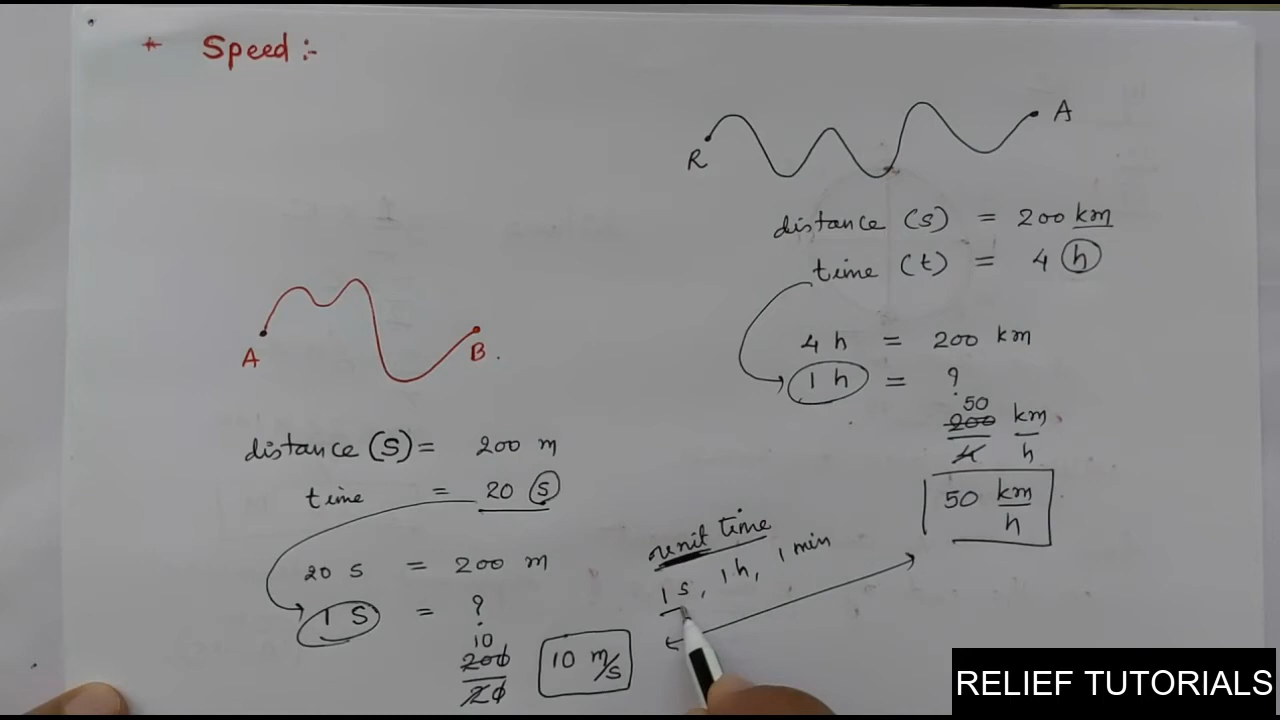 * Speed :-
R
A
distance (s) = 200 km
time (t) = 4 h
4 h = 200 km
1 h = ?
50
200 km
4 h
50 km
h
A
B.
distance (S) = 200 m
time = 20 s
20 s = 200 m
1 S = ?
10
200
20
10 m/s
unit time
1 s, 1 h, 1 min
RELIEF TUTORIALS